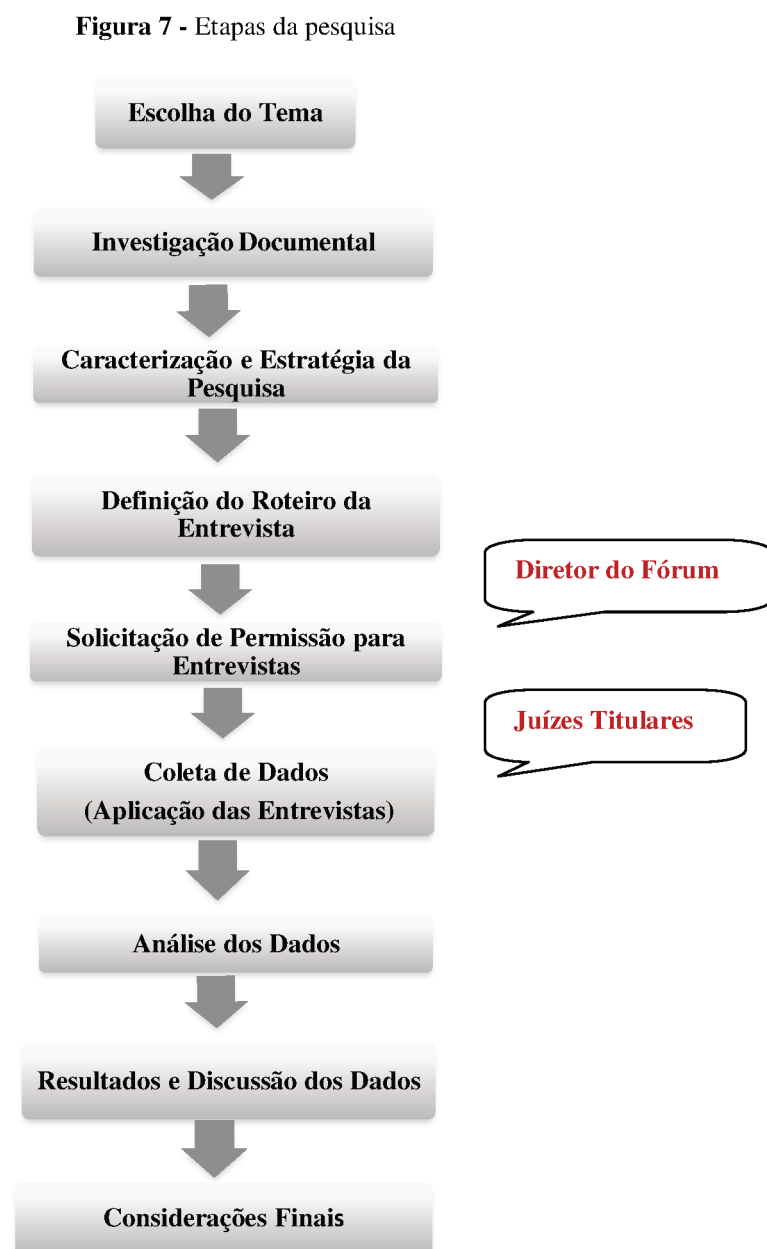 Figura 7 - Etapas da pesquisa
Escolha do Tema
Investigação Documental
Caracterização e Estratégia da
Pesquisa
Definição do Roteiro da
Entrevista
Diretor do Fórum
Solicitação de Permissão para
Entrevistas
Juízes Titulares
Coleta de Dados
(Aplicação das Entrevistas)
Análise dos Dados
Resultados e Discussão dos Dados
Considerações Finais